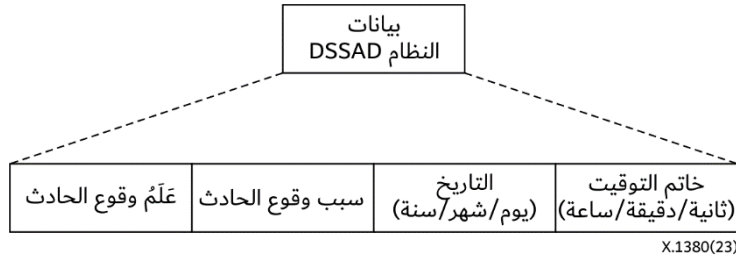 بيانات
النظام DSSAD
خاتم التوقيت
(ثانية/دقيقة/ساعة)
التاريخ
(يوم/شهر/سنة)
سبب وقوع الحادث
عَلَمُ وقوع الحادث
X.1380(23)